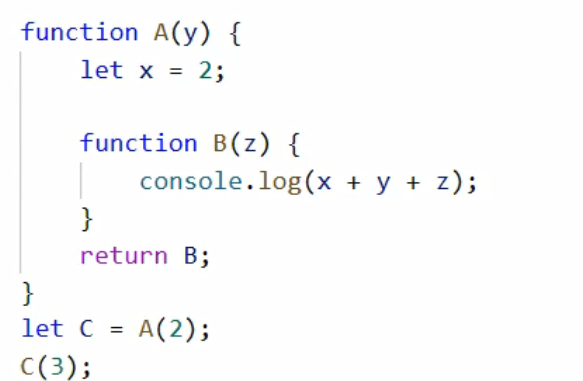 function A(y) {
    let x = 2;

    function B(z) {
        console.log(x + y + z);
    }
    return B;
}
let C = A(2);
C(3);